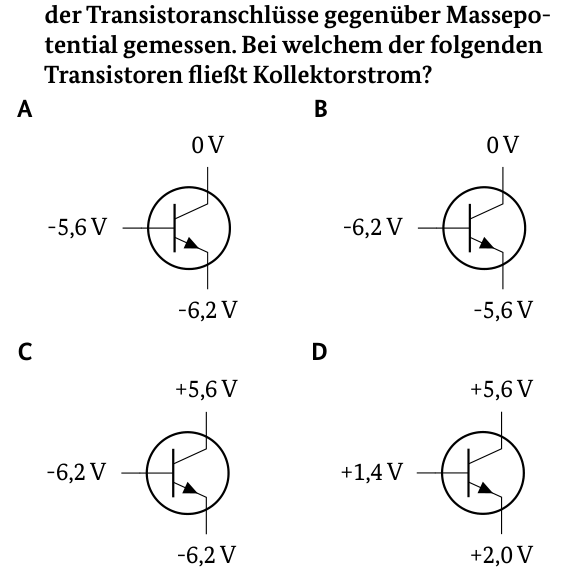 der Transistoranschlüsse gegenüber Massepo-
tential gemessen. Bei welchem der folgenden
Transistoren fließt Kollektorstrom?
A
B
0 V
0 V
-5,6 V
-6,2 V
-6,2 V
-5,6 V
C
D
+5,6 V
+5,6 V
-6,2 V
+1,4 V
-6,2 V
+2,0 V